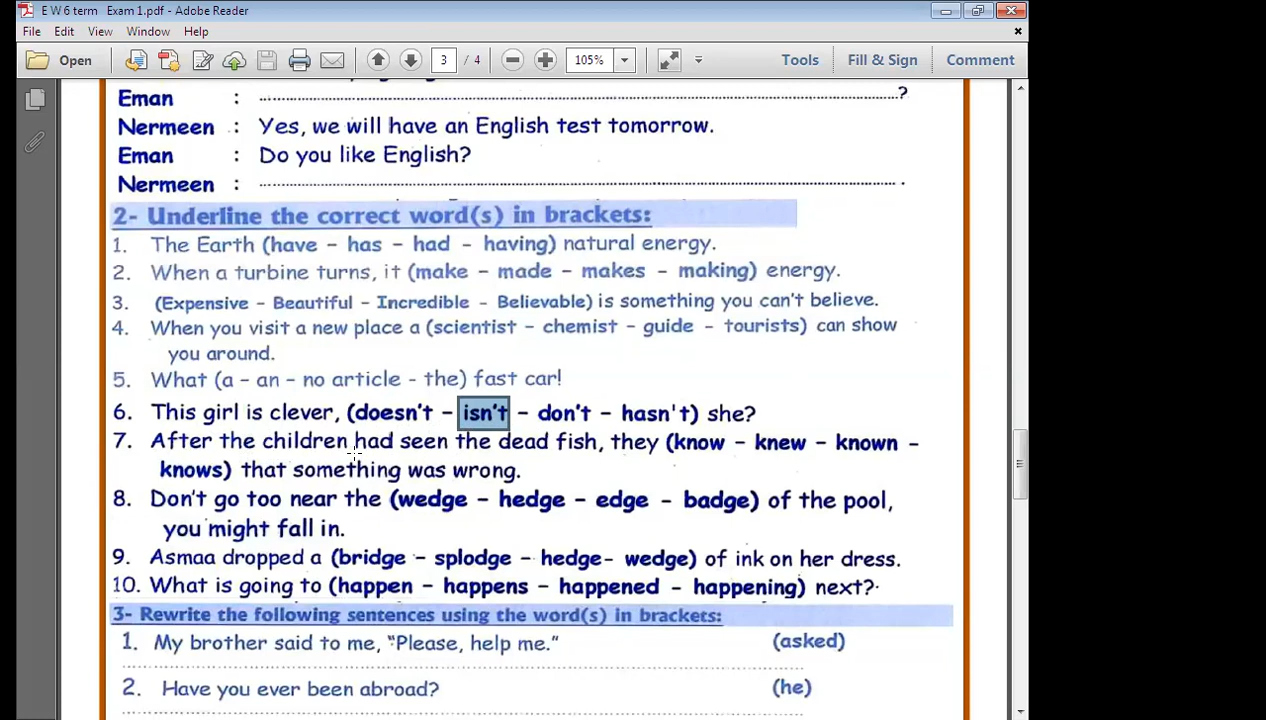 E W 6 term   Exam 1.pdf - Adobe Reader
File Edit View Window Help
Open 3 / 4 105% Tools Fill & Sign Comment
Eman : ?
Nermeen : Yes, we will have an English test tomorrow.
Eman : Do you like English?
Nermeen : .
2- Underline the correct word(s) in brackets:
1. The Earth (have - has - had - having) natural energy.
2. When a turbine turns, it (make - made - makes - making) energy.
3. (Expensive - Beautiful - Incredible - Believable) is something you can't believe.
4. When you visit a new place a (scientist - chemist - guide - tourists) can show
you around.
5. What (a - an - no article - the) fast car!
6. This girl is clever, (doesn't - isn't - don't - hasn't) she?
7. After the children had seen the dead fish, they (know - knew - known -
knows) that something was wrong.
8. Don't go too near the (wedge - hedge - edge - badge) of the pool,
you might fall in.
9. Asmaa dropped a (bridge - splodge - hedge- wedge) of ink on her dress.
10. What is going to (happen - happens - happened - happening) next?
3- Rewrite the following sentences using the word(s) in brackets:
1. My brother said to me, "Please, help me." (asked)
2. Have you ever been abroad? (he)